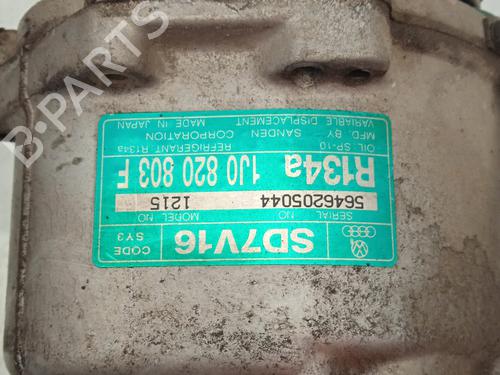 SD7V16
CODE
SY3
SERIAL NO
MODEL NO
5646205044
1215
R134a 1J0 820 803 F
OIL SP-10
REFRIGERANT R134a
MFD. BY SANDEN CORPORATION
VARIABLE DISPLACEMENT MADE IN JAPAN
B-PARTS